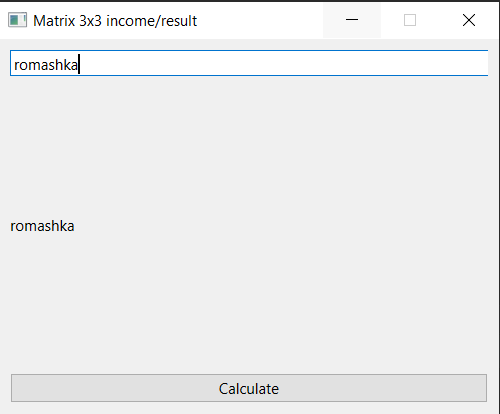 Matrix 3x3 income/result
romashka
romashka
Calculate